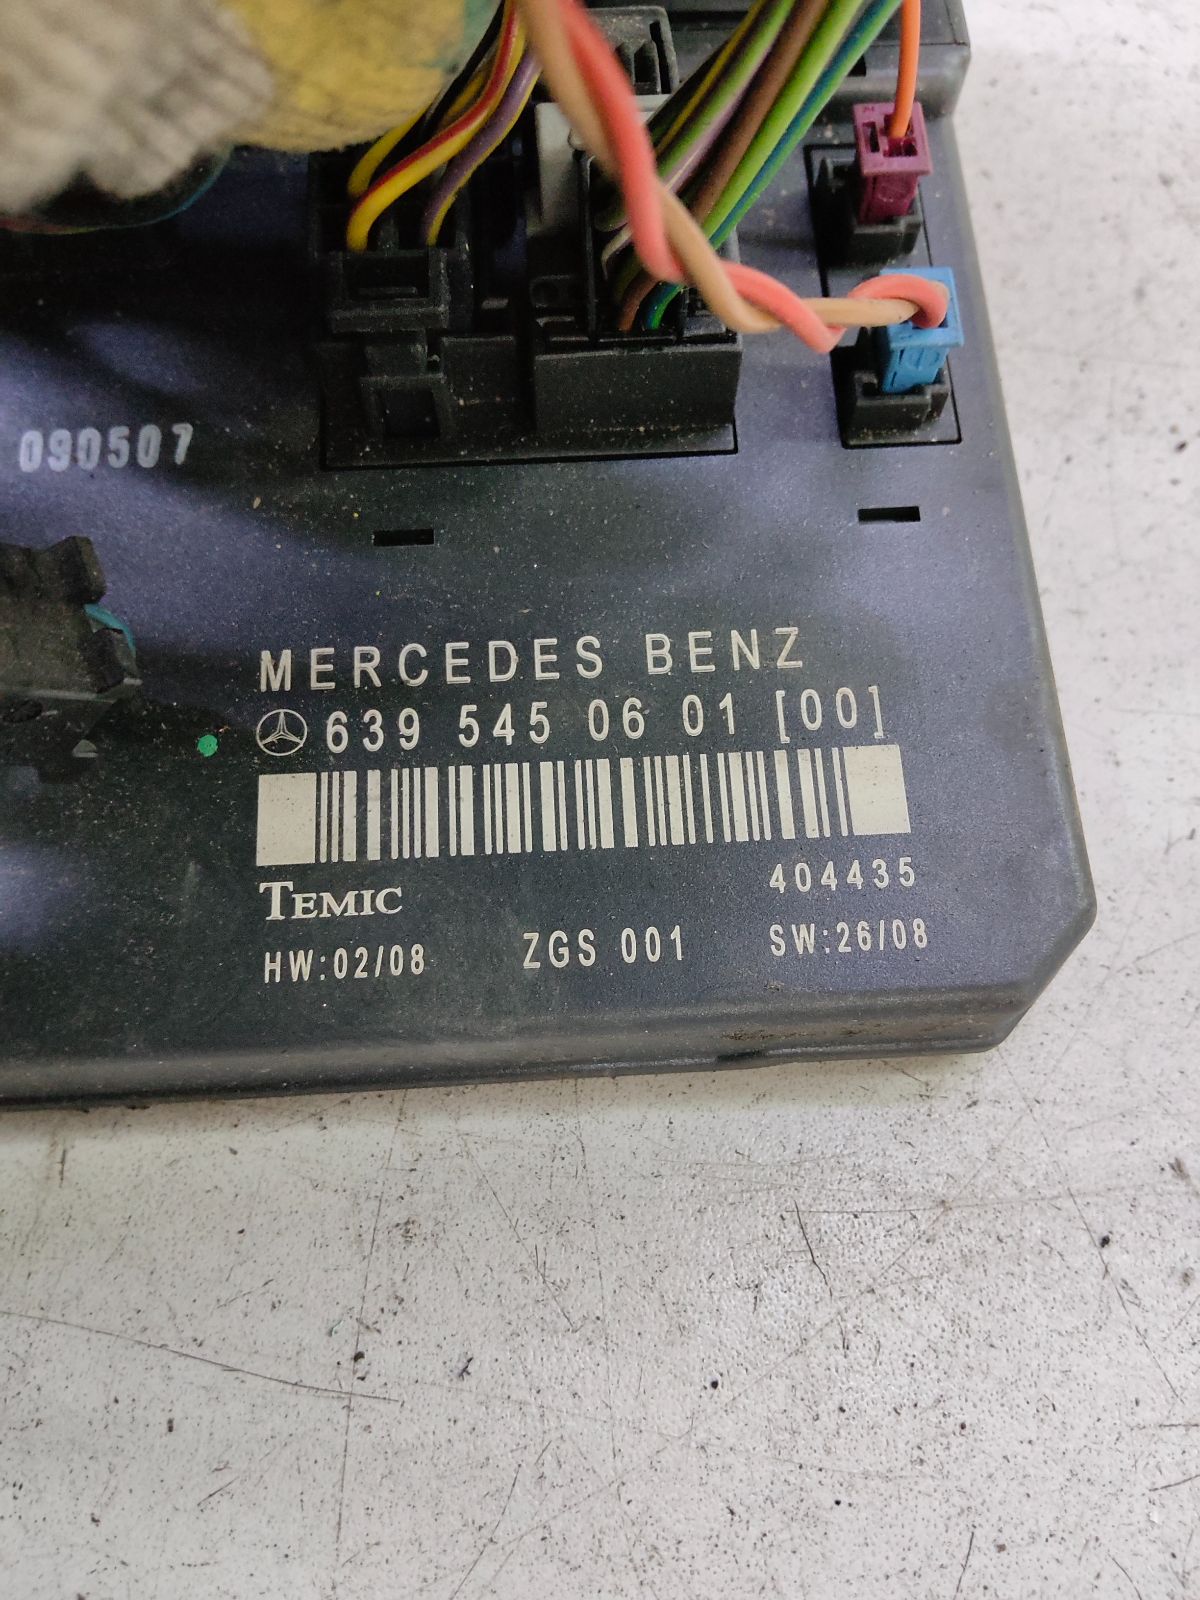 090507
MERCEDES BENZ
639 545 06 01 [00]
TEMIC
404435
HW:02/08 ZGS 001 SW:26/08